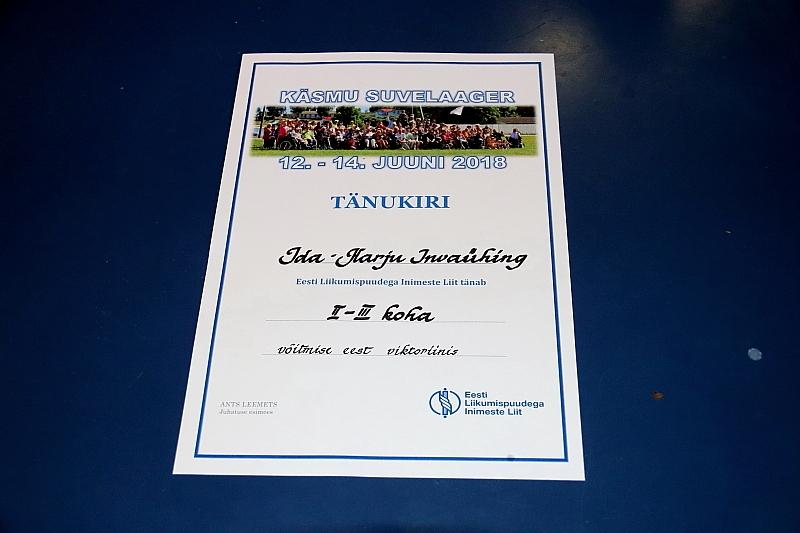 KÄSMU SUVELAAGER
12. - 14. JUUNI 2018
TÄNUKIRI
Ida-Harju Invaühing
Eesti Liikumispuudega Inimeste Liit tänab
II-III koha
võitmise eest viktoriinis
ANTS LEEMETS
Juhatuse esimees
Eesti
Liikumispuudega
Inimeste Liit